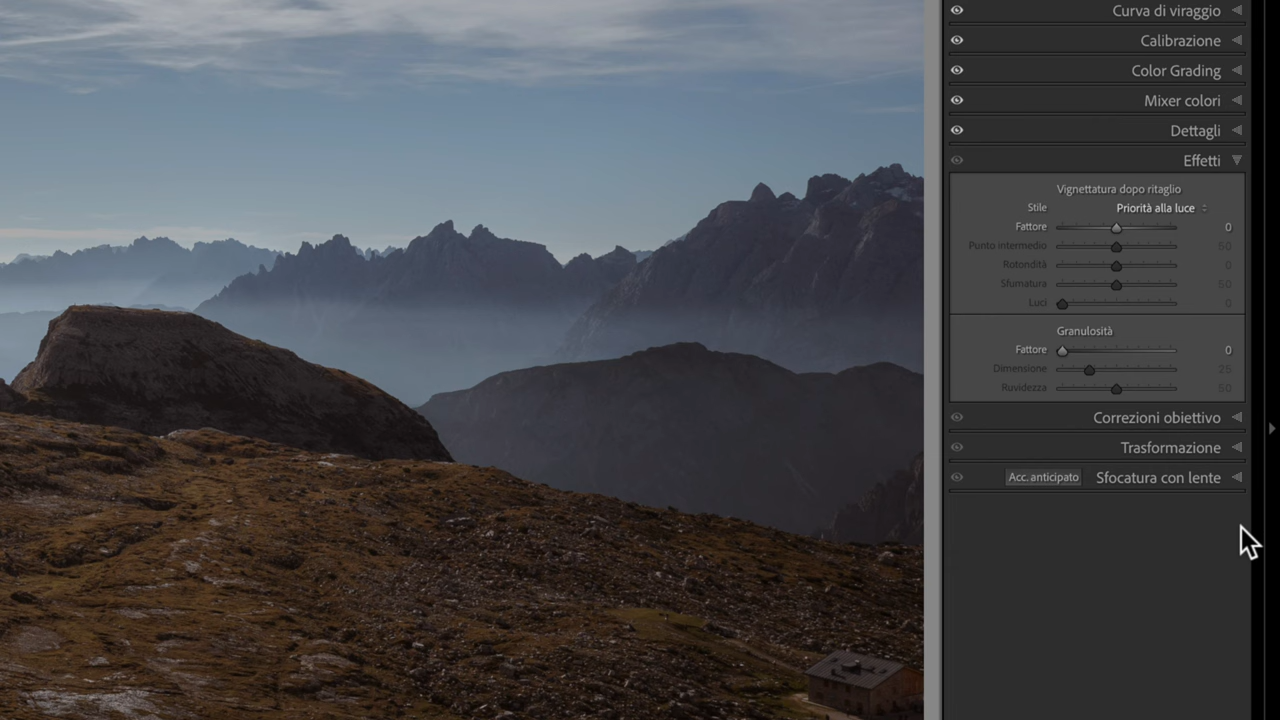 Curva di viraggio
Calibrazione
Color Grading
Mixer colori
Dettagli
Effetti
Vignettatura dopo ritaglio
Stile Priorità alla luce
Fattore 0
Punto intermedio 50
Rotondità 0
Sfumatura 50
Luci 0
Granulosità
Fattore 0
Dimensione 25
Ruvidezza 50
Correzioni obiettivo
Trasformazione
Acc. anticipato Sfocatura con lente